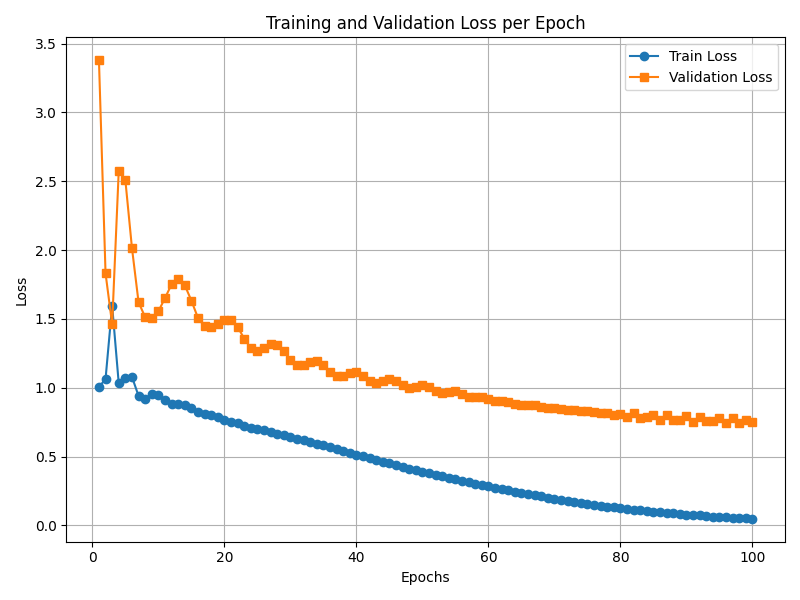 Training and Validation Loss per Epoch
Train Loss
Validation Loss
Loss
3.5
3.0
2.5
2.0
1.5
1.0
0.5
0.0
0 20 40 60 80 100
Epochs